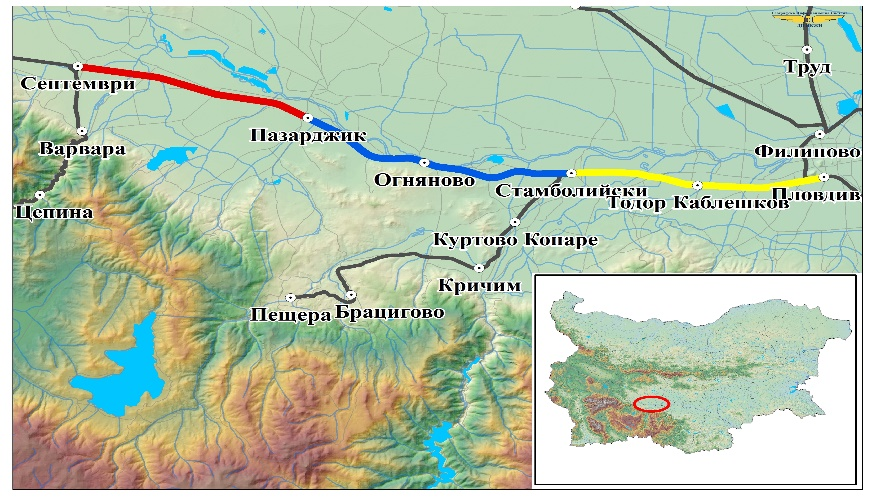 Труд
Септември
Пазарджик
Филипово
Варвара
Огняново
Стамболийски
Тодор Каблешков
Пловдив
Цепина
Куртово Конаре
Кричим
Пещера
Брацигово